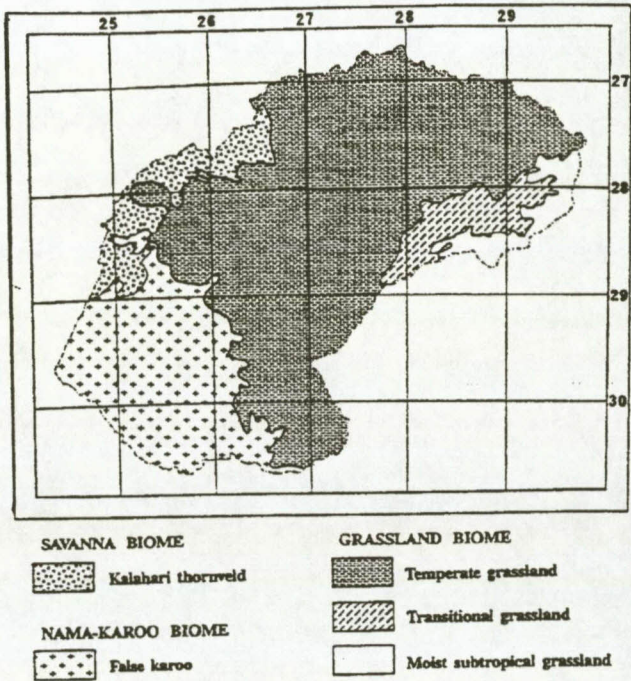 25 26 27 28 29
27
28
29
30
SAVANNA BIOME
Kalahari thornveld
NAMA-KAROO BIOME
False karoo
GRASSLAND BIOME
Temperate grassland
Transitional grassland
Moist subtropical grassland